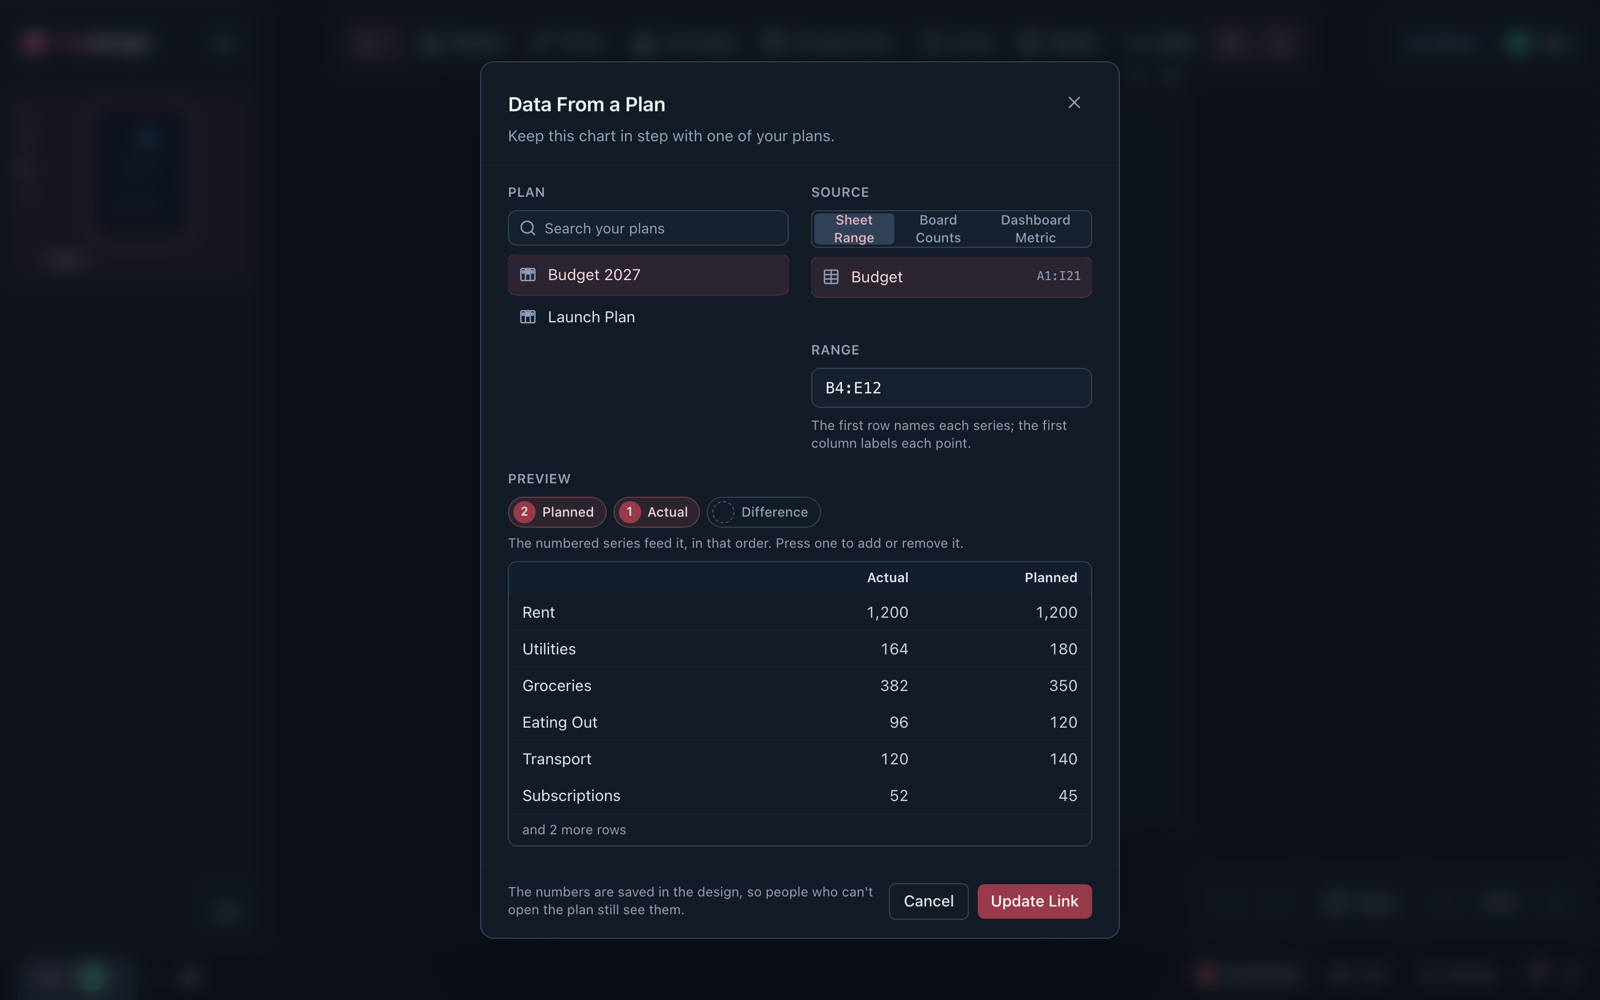 Data From a Plan
Keep this chart in step with one of your plans.
PLAN
Search your plans
Budget 2027
Launch Plan
SOURCE
Sheet Range
Board Counts
Dashboard Metric
Budget A1:I21
RANGE
B4:E12
The first row names each series; the first
column labels each point.
PREVIEW
2 Planned 1 Actual Difference
The numbered series feed it, in that order. Press one to add or remove it.
Actual Planned
Rent 1,200 1,200
Utilities 164 180
Groceries 382 350
Eating Out 96 120
Transport 120 140
Subscriptions 52 45
and 2 more rows
The numbers are saved in the design, so people who can't
open the plan still see them.
Cancel Update Link